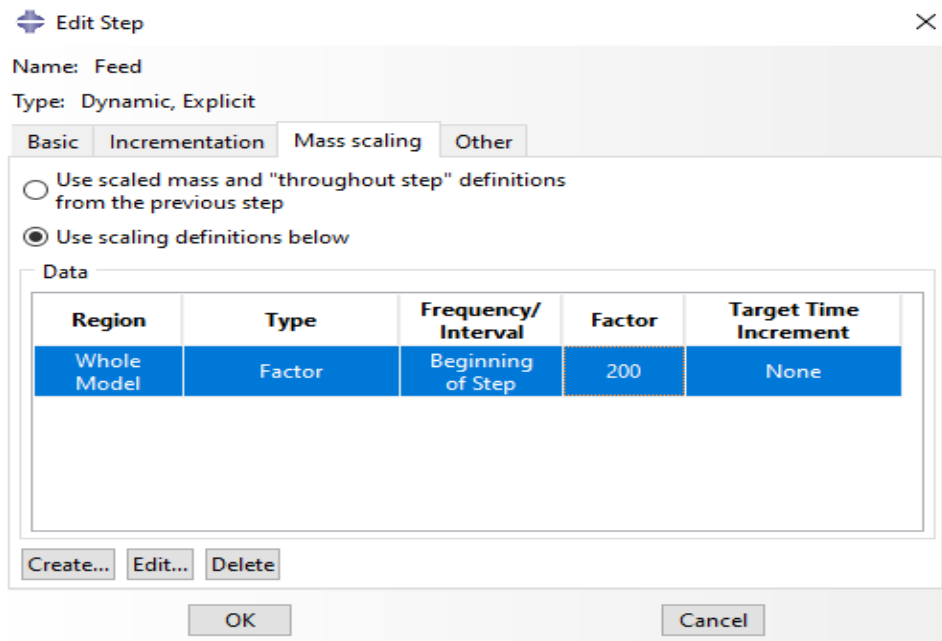 Edit Step
Name: Feed
Type: Dynamic, Explicit
Basic Incrementation Mass scaling Other
Use scaled mass and "throughout step" definitions
from the previous step
Use scaling definitions below
Data
Region Type Frequency/ Interval Factor Target Time Increment
Whole Model Factor Beginning of Step 200 None
Create... Edit... Delete
OK Cancel